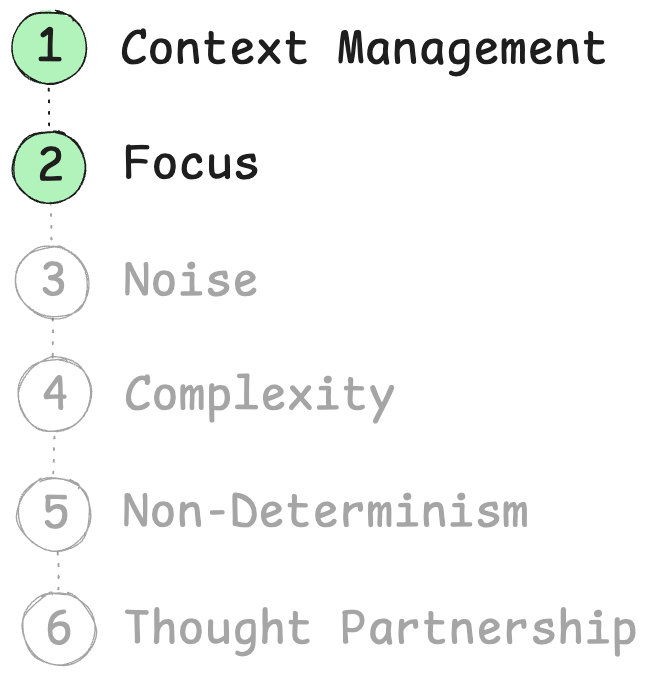 1 Context Management
2 Focus
3 Noise
4 Complexity
5 Non-Determinism
6 Thought Partnership